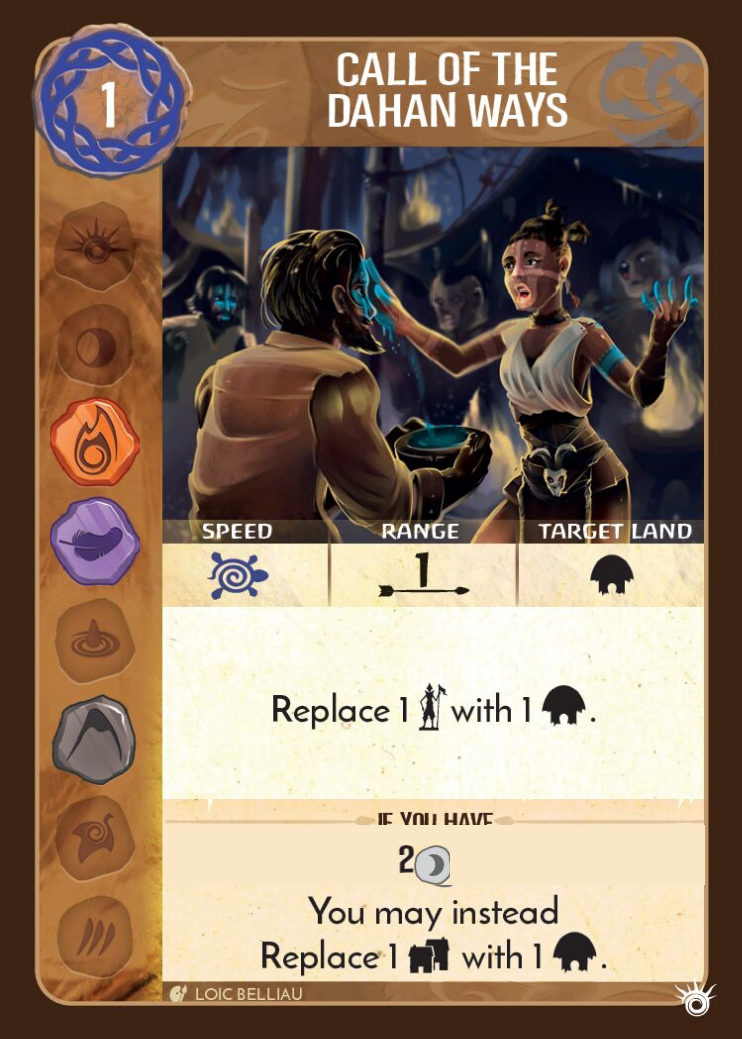 1
CALL OF THE
DAHAN WAYS
SPEED RANGE TARGET LAND
1
Replace 1 with 1 .
IF YOU HAVE
2
You may instead
Replace 1 with 1 .
LOIC BELLIAU